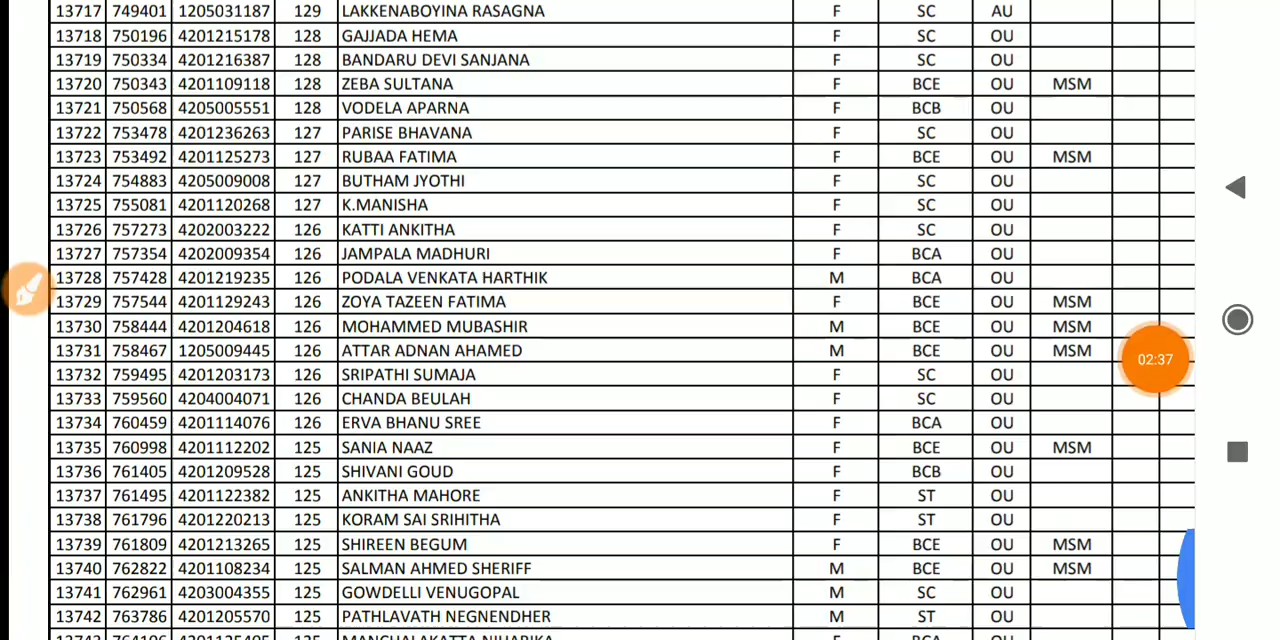 13717 749401 1205031187 129 LAKKENABOYINA RASAGNA F SC AU
13718 750196 4201215178 128 GAJJADA HEMA F SC OU
13719 750334 4201216387 128 BANDARU DEVI SANJANA F SC OU
13720 750343 4201109118 128 ZEBA SULTANA F BCE OU MSM
13721 750568 4205005551 128 VODELA APARNA F BCB OU
13722 753478 4201236263 127 PARISE BHAVANA F SC OU
13723 753492 4201125273 127 RUBAA FATIMA F BCE OU MSM
13724 754883 4205009008 127 BUTHAM JYOTHI F SC OU
13725 755081 4201120268 127 K.MANISHA F SC OU
13726 757273 4202003222 126 KATTI ANKITHA F SC OU
13727 757354 4202009354 126 JAMPALA MADHURI F BCA OU
13728 757428 4201219235 126 PODALA VENKATA HARTHIK M BCA OU
13729 757544 4201129243 126 ZOYA TAZEEN FATIMA F BCE OU MSM
13730 758444 4201204618 126 MOHAMMED MUBASHIR M BCE OU MSM
13731 758467 1205009445 126 ATTAR ADNAN AHAMED M BCE OU MSM
02:37
13732 759495 4201203173 126 SRIPATHI SUMAJA F SC OU
13733 759560 4204004071 126 CHANDA BEULAH F SC OU
13734 760459 4201114076 126 ERVA BHANU SREE F BCA OU
13735 760998 4201112202 125 SANIA NAAZ F BCE OU MSM
13736 761405 4201209528 125 SHIVANI GOUD F BCB OU
13737 761495 4201122382 125 ANKITHA MAHORE F ST OU
13738 761796 4201220213 125 KORAM SAI SRIHITHA F ST OU
13739 761809 4201213265 125 SHIREEN BEGUM F BCE OU MSM
13740 762822 4201108234 125 SALMAN AHMED SHERIFF M BCE OU MSM
13741 762961 4203004355 125 GOWDELLI VENUGOPAL M SC OU
13742 763786 4201205570 125 PATHLAVATH NEGNENDHER M ST OU
13743 764106 4201125405 125 MANCHALAKATTA NIHARIKA F BCA OU